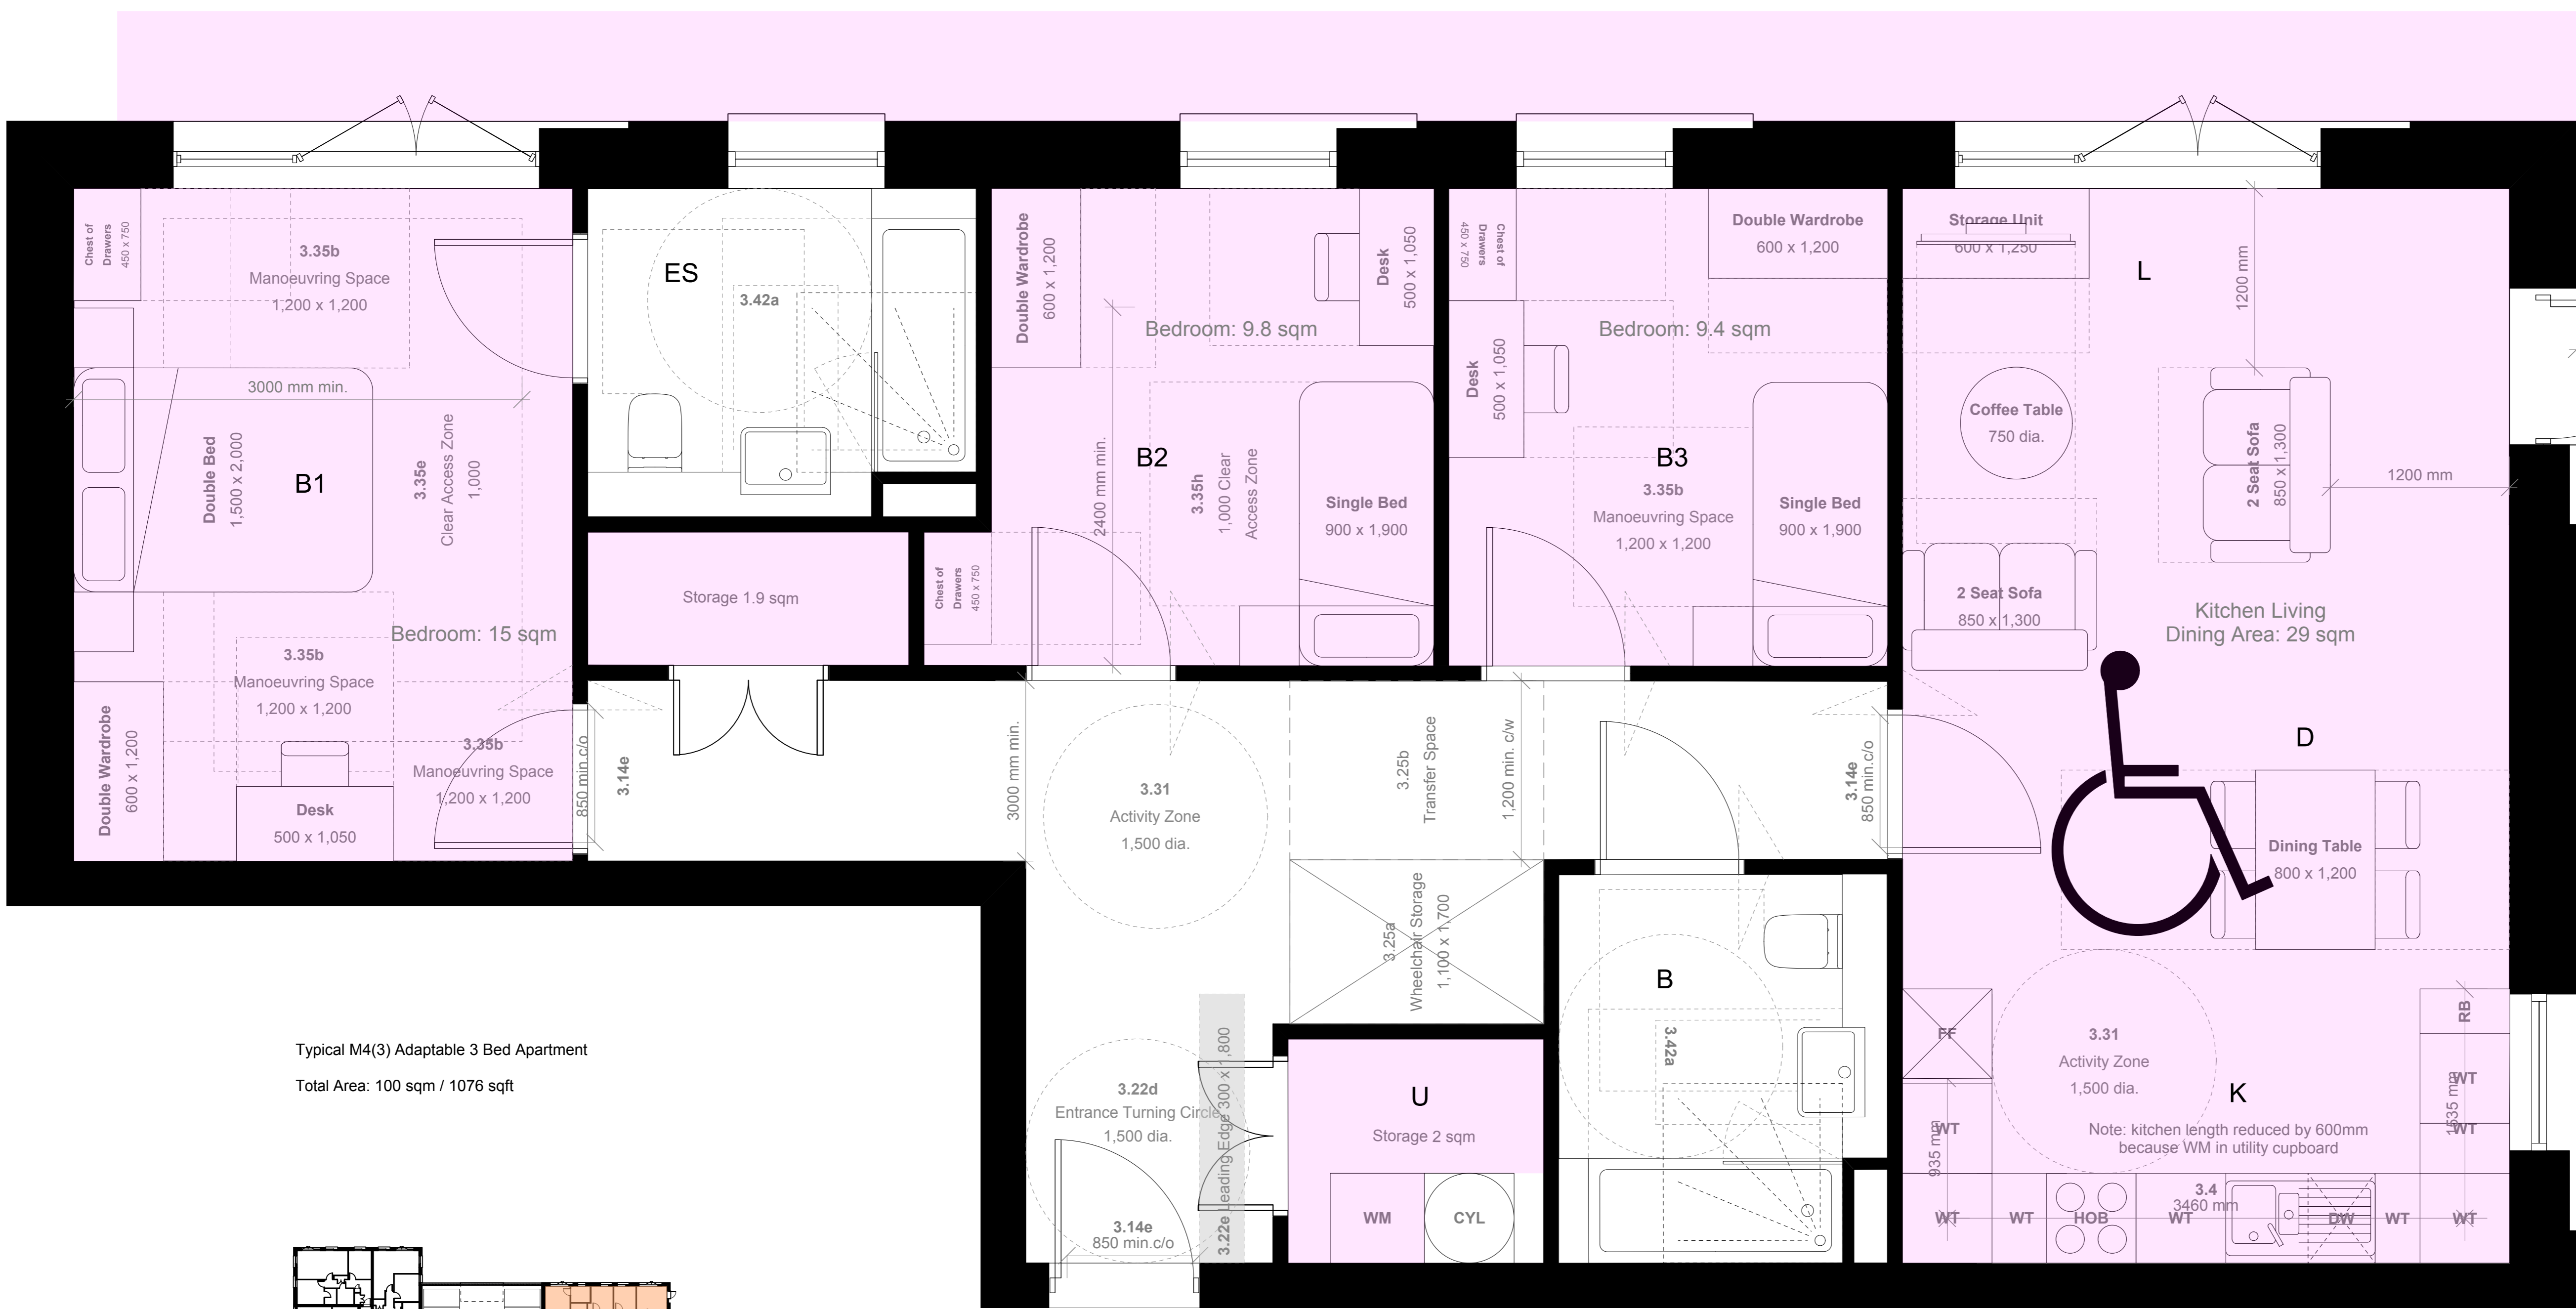 Chest of
Drawers
450 x 750
3.35b
Manoeuvring Space
1,200 x 1,200
3000 mm min.
Double Bed
1,500 x 2,000
B1
3.35e
Clear Access Zone
1,000
Bedroom: 15 sqm
3.35b
Manoeuvring Space
1,200 x 1,200
Double Wardrobe
600 x 1,200
Desk
500 x 1,050
3.35b
Manoeuvring Space
1,200 x 1,200
850 min.c/o
3.14e
ES
3.42a
Storage 1.9 sqm
Double Wardrobe
600 x 1,200
Desk
500 x 1,050
Bedroom: 9.8 sqm
2400 mm min.
B2
3.35h
1,000 Clear
Access Zone
Single Bed
900 x 1,900
Chest of
Drawers
450 x 750
Chest of
Drawers
450 x 750
Double Wardrobe
600 x 1,200
Bedroom: 9.4 sqm
Desk
500 x 1,050
B3
3.35b
Manoeuvring Space
1,200 x 1,200
Single Bed
900 x 1,900
Storage Unit
600 x 1,250
L
1200 mm
Coffee Table
750 dia.
2 Seat Sofa
850 x 1,300
1200 mm
2 Seat Sofa
850 x 1,300
Kitchen Living
Dining Area: 29 sqm
D
Dining Table
800 x 1,200
3000 mm min.
3.31
Activity Zone
1,500 dia.
3.25b
Transfer Space
1,200 min. c/w
3.14e
850 min.c/o
3.25a
Wheelchair Storage
1,100 x 1,700
B
3.42a
3.22d
Entrance Turning Circle
1,500 dia.
3.22e Leading Edge 300 x 1,800
3.14e
850 min.c/o
U
Storage 2 sqm
WM
CYL
FF
3.31
Activity Zone
1,500 dia.
K
RB
WT
1535 mm
WT
WT
935 mm
Note: kitchen length reduced by 600mm
because WM in utility cupboard
3.4
3460 mm
WT
WT
HOB
WT
DW
WT
WT
Typical M4(3) Adaptable 3 Bed Apartment
Total Area: 100 sqm / 1076 sqft